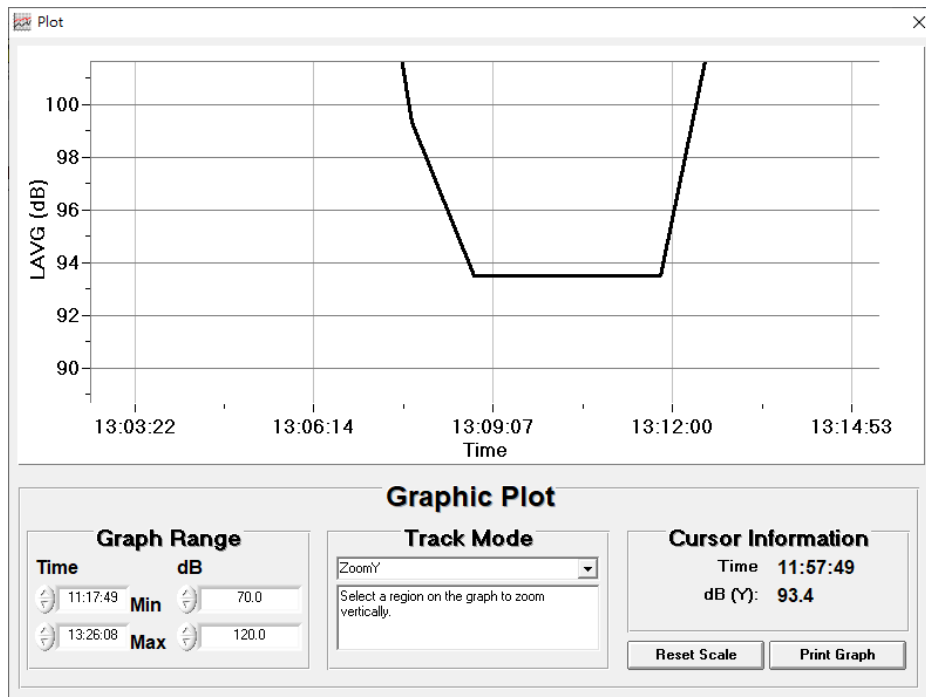 Plot
100
98
96
94
92
90
LAVG (dB)
13:03:22 13:06:14 13:09:07 13:12:00 13:14:53
Time
Graphic Plot
Graph Range
Time dB
11:17:49 Min 70.0
13:26:08 Max 120.0
Track Mode
ZoomY
Select a region on the graph to zoom
vertically.
Cursor Information
Time 11:57:49
dB (Y): 93.4
Reset Scale Print Graph